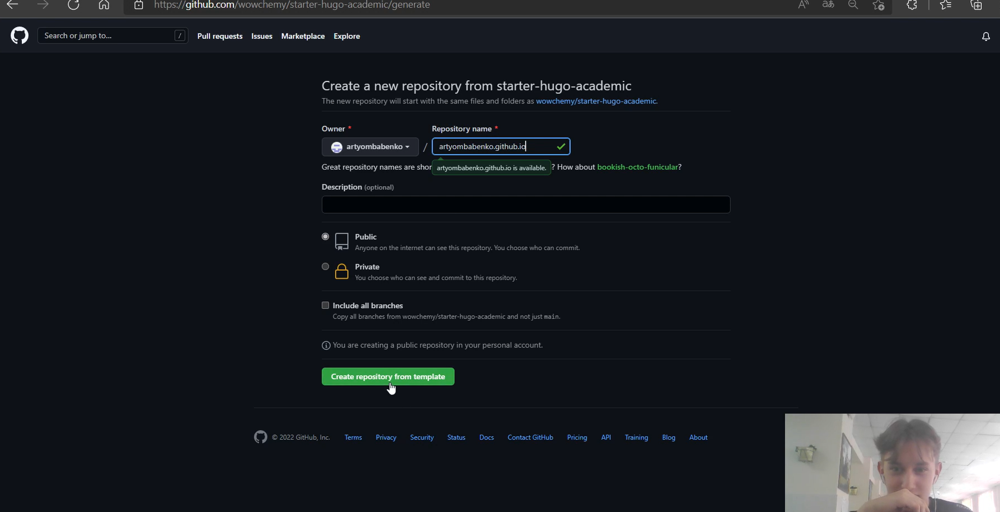 https://github.com/wowchemy/starter-hugo-academic/generate
Search or jump to... / Pull requests Issues Marketplace Explore
Create a new repository from starter-hugo-academic
The new repository will start with the same files and folders as wowchemy/starter-hugo-academic.
Owner * Repository name *
artyombabenko / artyombabenko.github.io
Great repository names are shor ? How about bookish-octo-funicular?
artyombabenko.github.io is available.
Description (optional)
Public
Anyone on the internet can see this repository. You choose who can commit.
Private
You choose who can see and commit to this repository.
Include all branches
Copy all branches from wowchemy/starter-hugo-academic and not just main.
You are creating a public repository in your personal account.
Create repository from template
© 2022 GitHub, Inc. Terms Privacy Security Status Docs Contact GitHub Pricing API Training Blog About